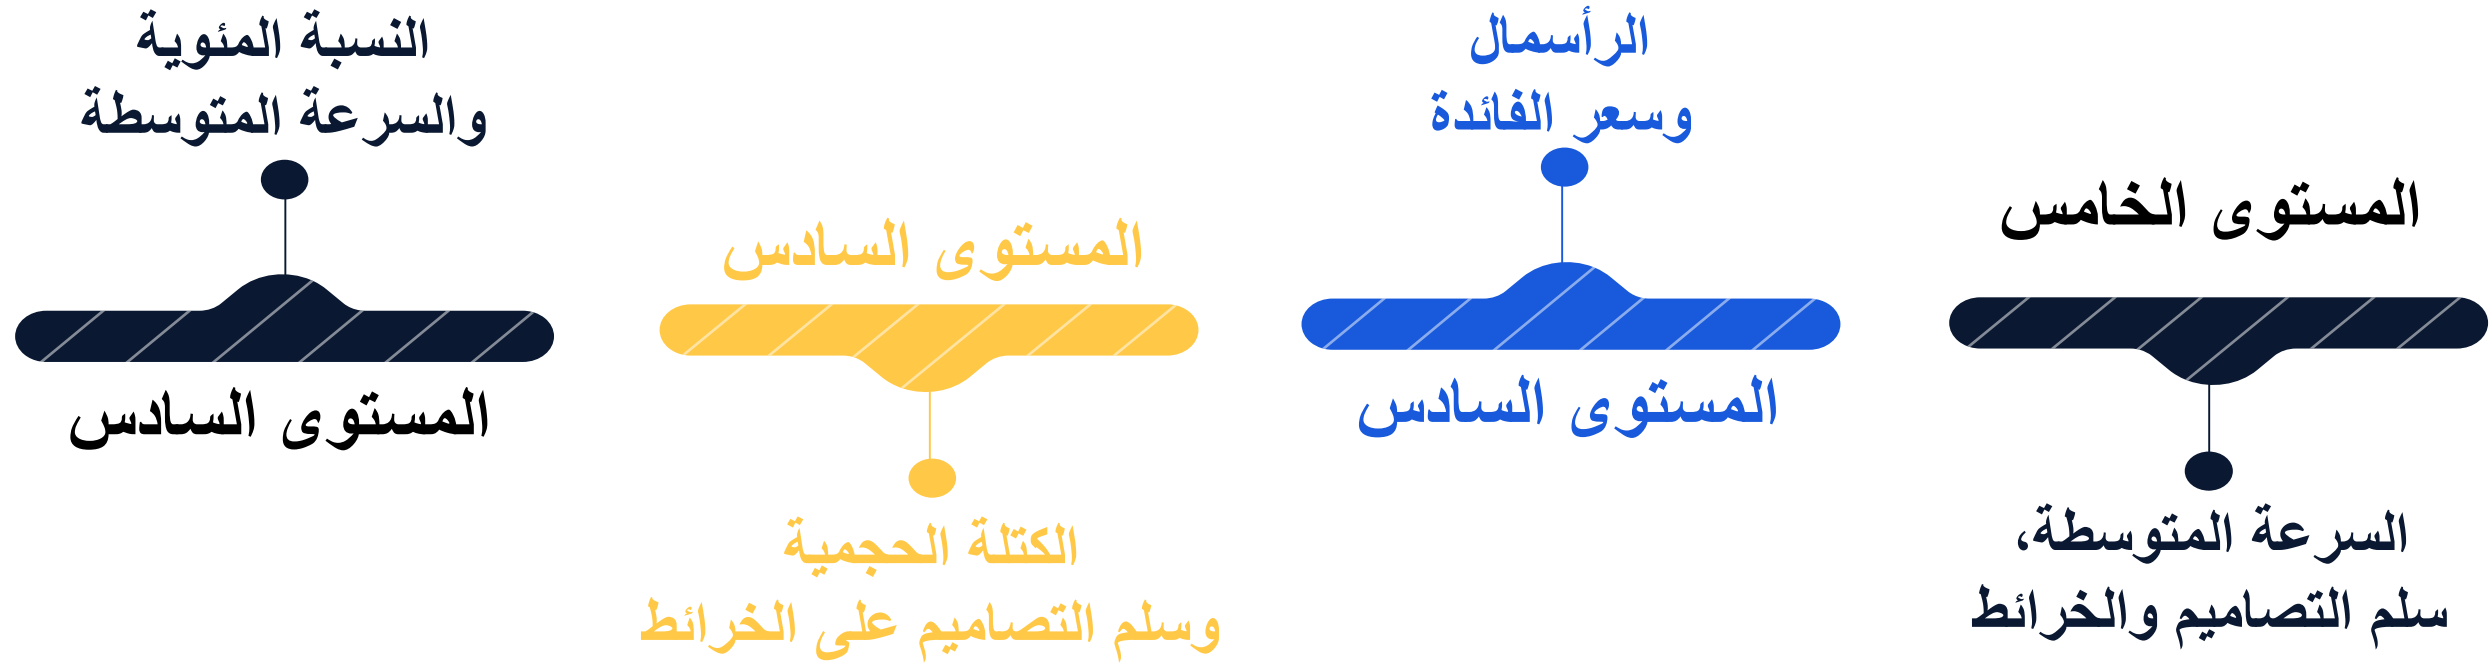 المستوى الخامس
السرعة المتوسطة،
سلم التصاميم والخرائط
الرأسمال
وسعر الفائدة
المستوى السادس
المستوى السادس
الكتلة الحجمية
وسلم التصاميم على الخرائط
النسبة المئوية
والسرعة المتوسطة
المستوى السادس